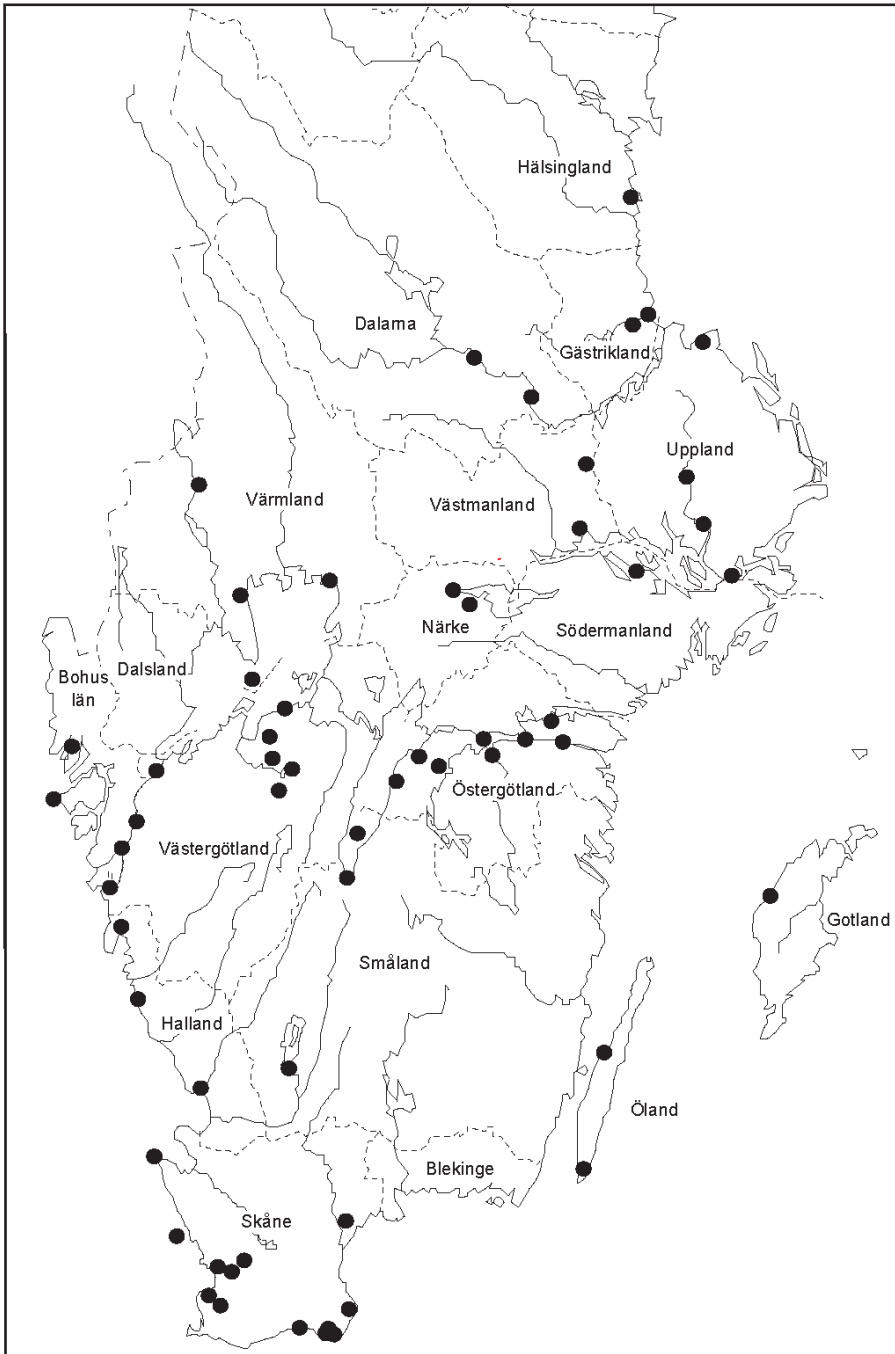 Hälsingland
Dalarna
Gästrikland
Uppland
Värmland
Västmanland
Närke
Södermanland
Dalsland
Bohus
län
Östergötland
Västergötland
Gotland
Småland
Halland
Öland
Blekinge
Skåne